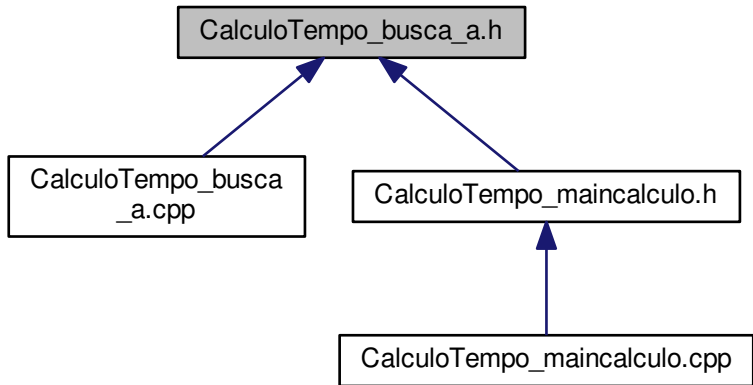 CalculoTempo_busca_a.h
CalculoTempo_busca
_a.cpp
CalculoTempo_maincalculo.h
CalculoTempo_maincalculo.cpp